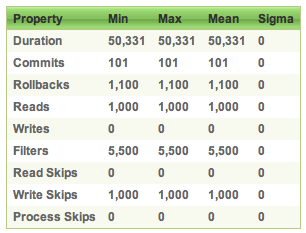 Property Min Max Mean Sigma
Duration 50,331 50,331 50,331 0
Commits 101 101 101 0
Rollbacks 1,100 1,100 1,100 0
Reads 1,000 1,000 1,000 0
Writes 0 0 0 0
Filters 5,500 5,500 5,500 0
Read Skips 0 0 0 0
Write Skips 1,000 1,000 1,000 0
Process Skips 0 0 0 0